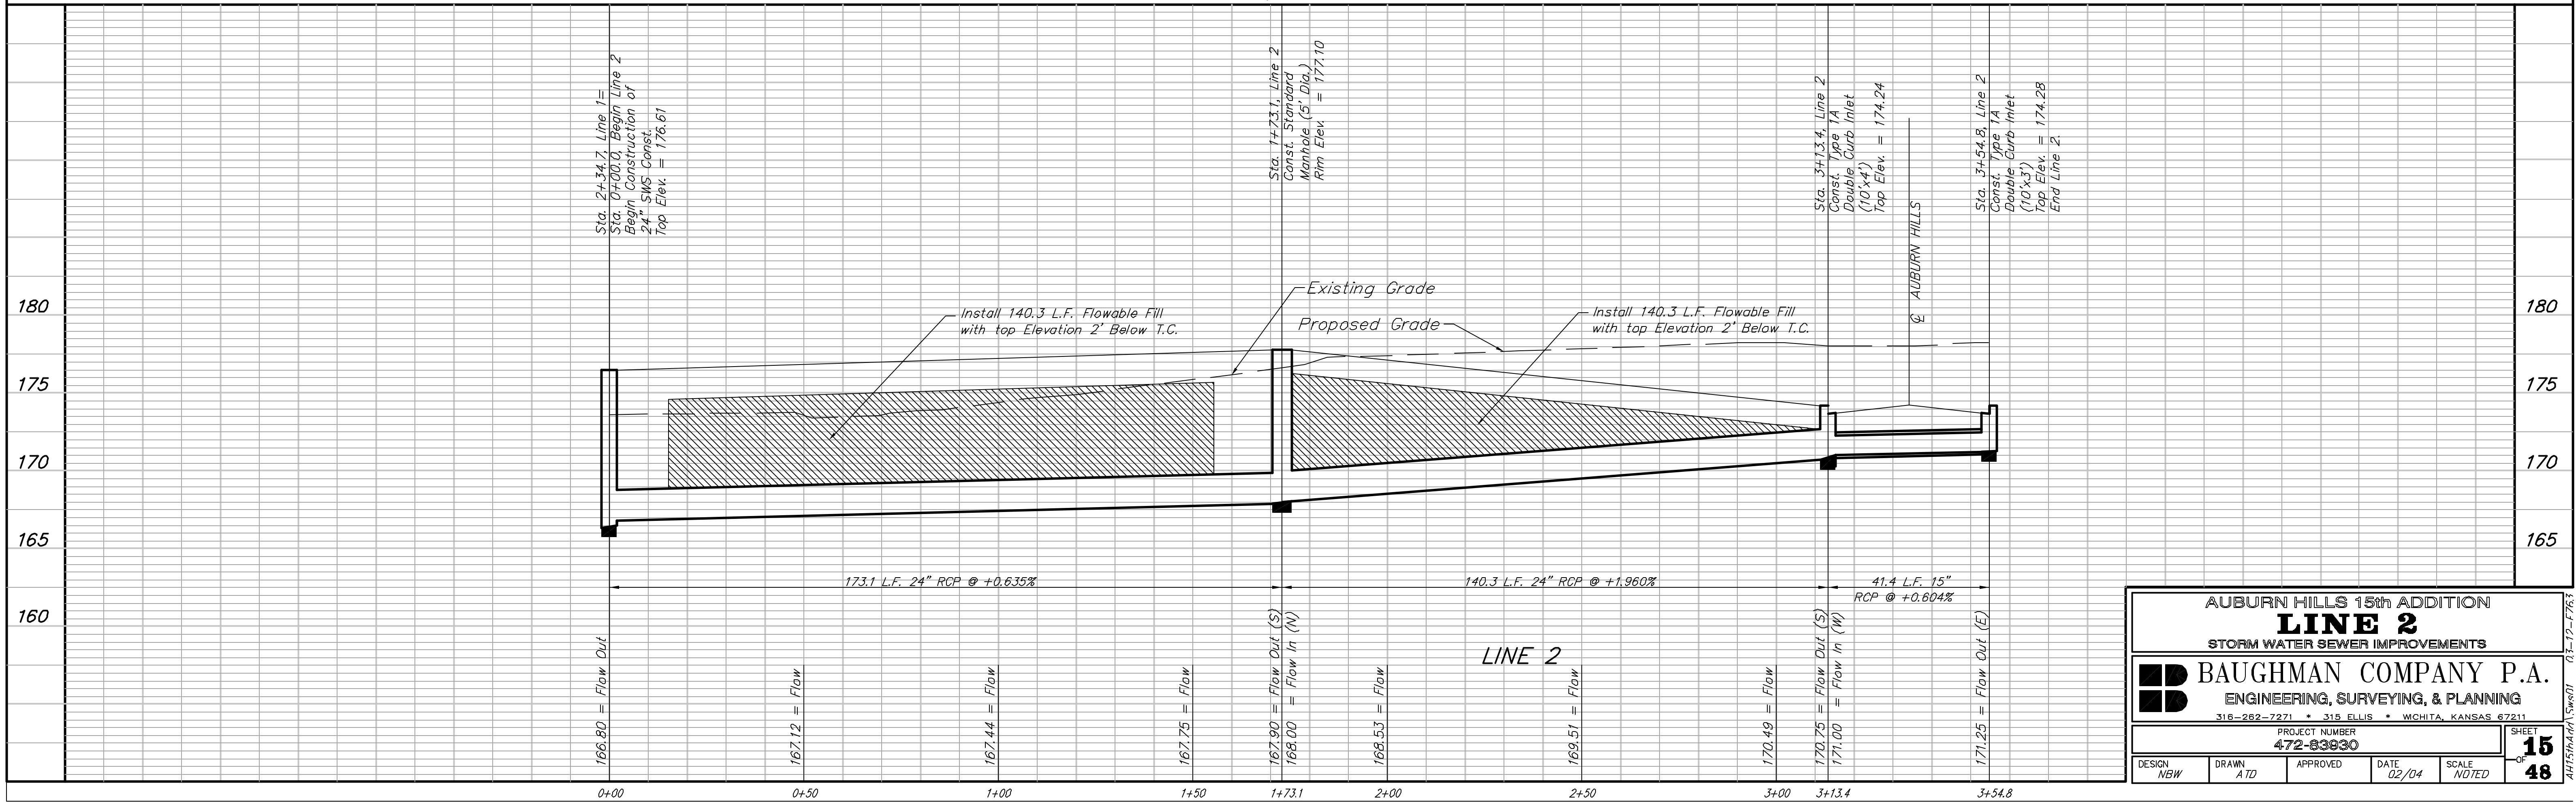 Sta. 2+34.7, Line 1=
Sta. 0+00.0, Begin Line 2
Begin Construction of
24" SWS Const.
Top Elev. = 176.61
Sta. 1+73.1, Line 2
Const. Standard
Manhole (5' Dia.)
Rim Elev. = 177.10
Sta. 3+13.4, Line 2
Const. Type 1A
Double Curb Inlet
(10'x4')
Top Elev. = 174.24
℄ AUBURN HILLS
Sta. 3+54.8, Line 2
Const. Type 1A
Double Curb Inlet
(10'x3')
Top Elev. = 174.28
End Line 2.
180
175
170
165
160
180
175
170
165
Existing Grade
Proposed Grade
Install 140.3 L.F. Flowable Fill
with top Elevation 2' Below T.C.
Install 140.3 L.F. Flowable Fill
with top Elevation 2' Below T.C.
173.1 L.F. 24" RCP @ +0.635%
140.3 L.F. 24" RCP @ +1.960%
41.4 L.F. 15"
RCP @ +0.604%
LINE 2
166.80 = Flow Out
167.12 = Flow
167.44 = Flow
167.75 = Flow
167.90 = Flow Out (S)
168.00 = Flow In (N)
168.53 = Flow
169.51 = Flow
170.49 = Flow
170.75 = Flow Out (S)
171.00 = Flow In (W)
171.25 = Flow Out (E)
0+00
0+50
1+00
1+50
1+73.1
2+00
2+50
3+00
3+13.4
3+54.8
AUBURN HILLS 15th ADDITION
LINE 2
STORM WATER SEWER IMPROVEMENTS
BAUGHMAN COMPANY P.A.
ENGINEERING, SURVEYING, & PLANNING
316-262-7271 * 315 ELLIS * WICHITA, KANSAS 67211
PROJECT NUMBER
472-83930
SHEET
15
OF
48
DESIGN
NBW
DRAWN
ATD
APPROVED
DATE
02/04
SCALE
NOTED
03-12-F763